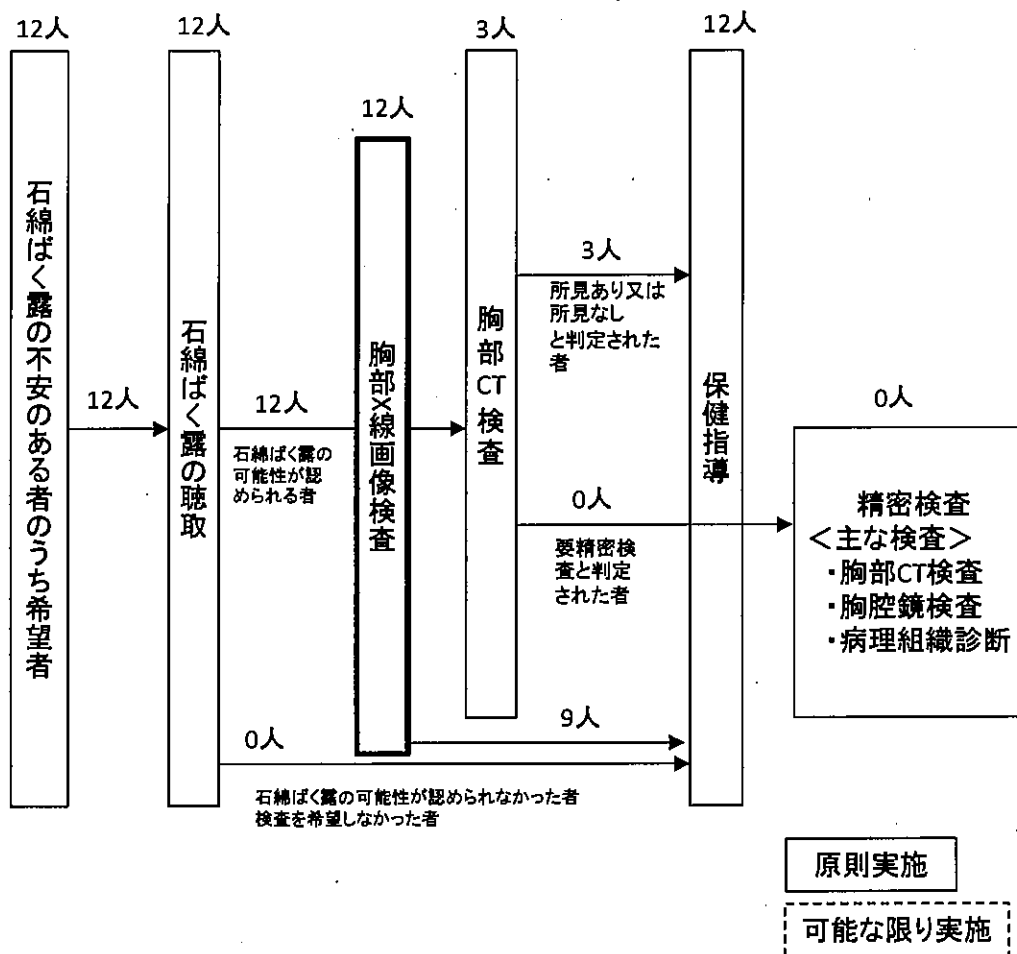 12人
12人
3人
12人
12人
石綿ばく露の不安のある者のうち希望者
12人
石綿ばく露の聴取
12人
石綿ばく露の
可能性が認
められる者
胸部X線画像検査
胸部CT検査
3人
所見あり又は
所見なし
と判定された
者
0人
要精密検
査と判定
された者
保健指導
0人
精密検査
＜主な検査＞
・胸部CT検査
・胸腔鏡検査
・病理組織診断
9人
0人
石綿ばく露の可能性が認められなかった者
検査を希望しなかった者
原則実施
可能な限り実施